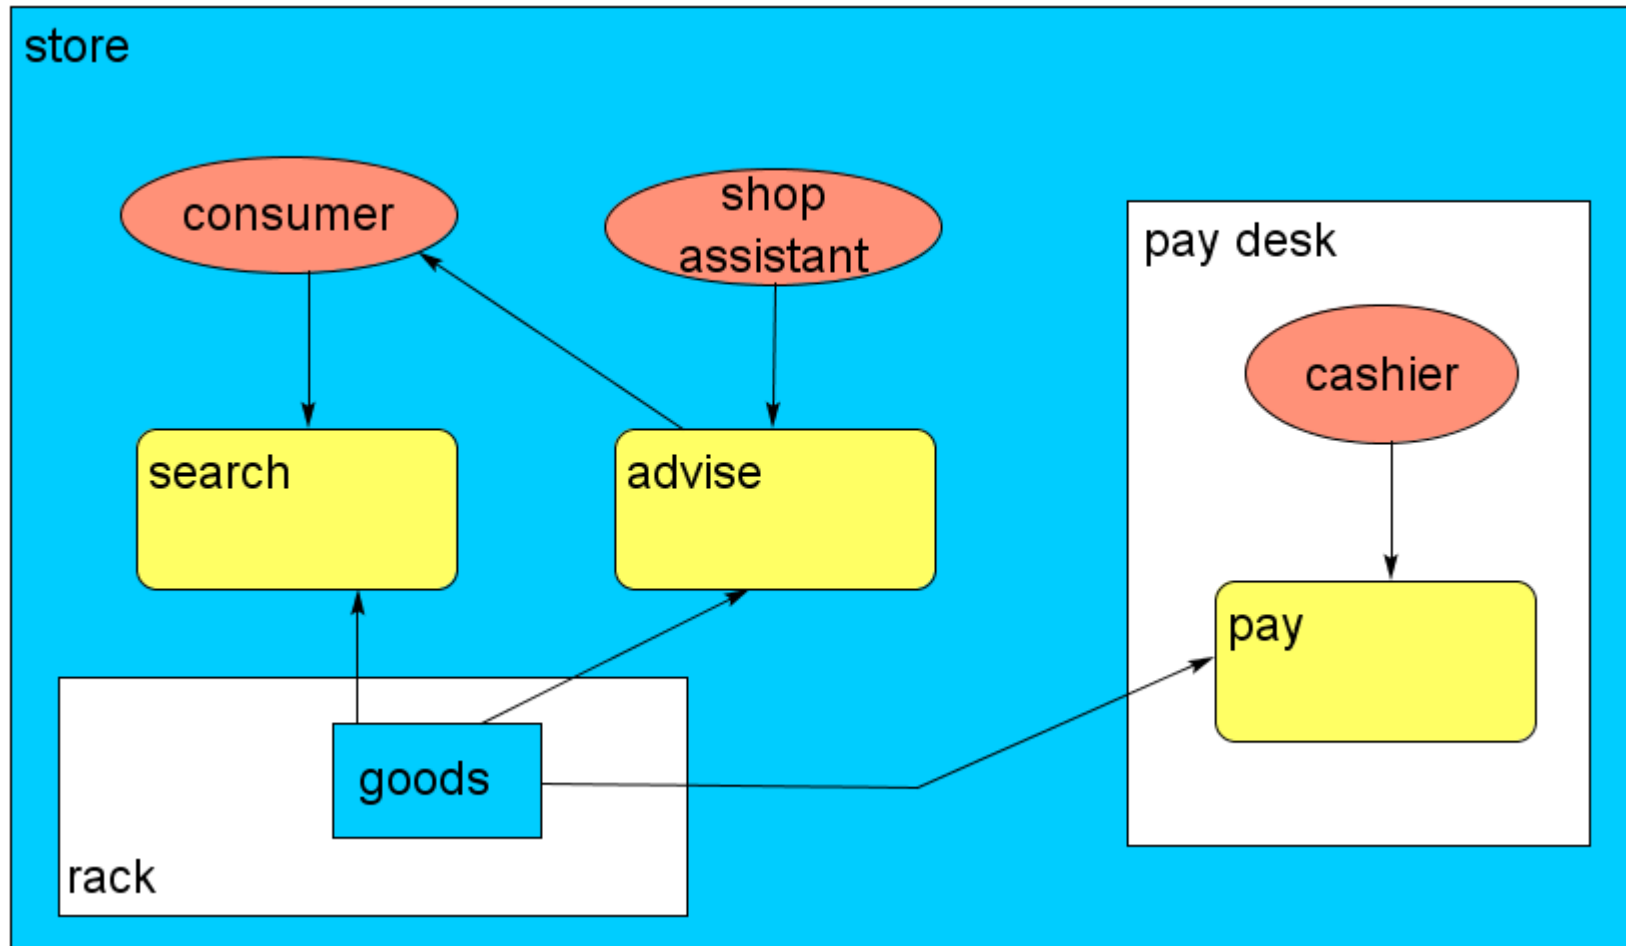 store
consumer
shop
assistant
pay desk
cashier
search
advise
pay
goods
rack